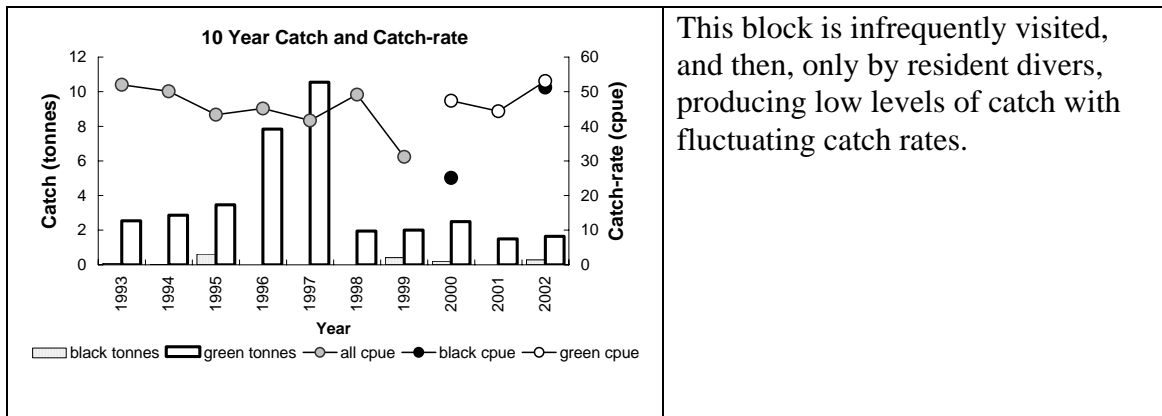 10 Year Catch and Catch-rate
12
10
8
6
4
2
0
Catch (tonnes)
60
50
40
30
20
10
0
Catch-rate (cpue)
1993
1994
1995
1996
1997
1998
1999
2000
2001
2002
Year
black tonnes green tonnes all cpue black cpue green cpue
This block is infrequently visited,
and then, only by resident divers,
producing low levels of catch with
fluctuating catch rates.